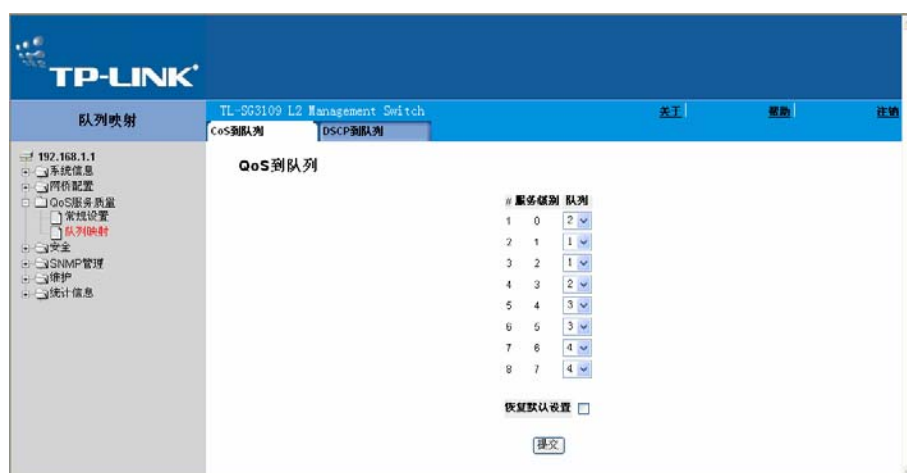 TP-LINK
队列映射
TL-SG3109 L2 Management Switch
关于
帮助
注销
CoS到队列
DSCP到队列
192.168.1.1
系统信息
网桥配置
QoS服务质量
常规设置
队列映射
安全
SNMP管理
维护
统计信息
QoS到队列
# 服务级别 队列
1 0 2
2 1 1
3 2 1
4 3 2
5 4 3
6 5 3
7 6 4
8 7 4
恢复默认设置
提交